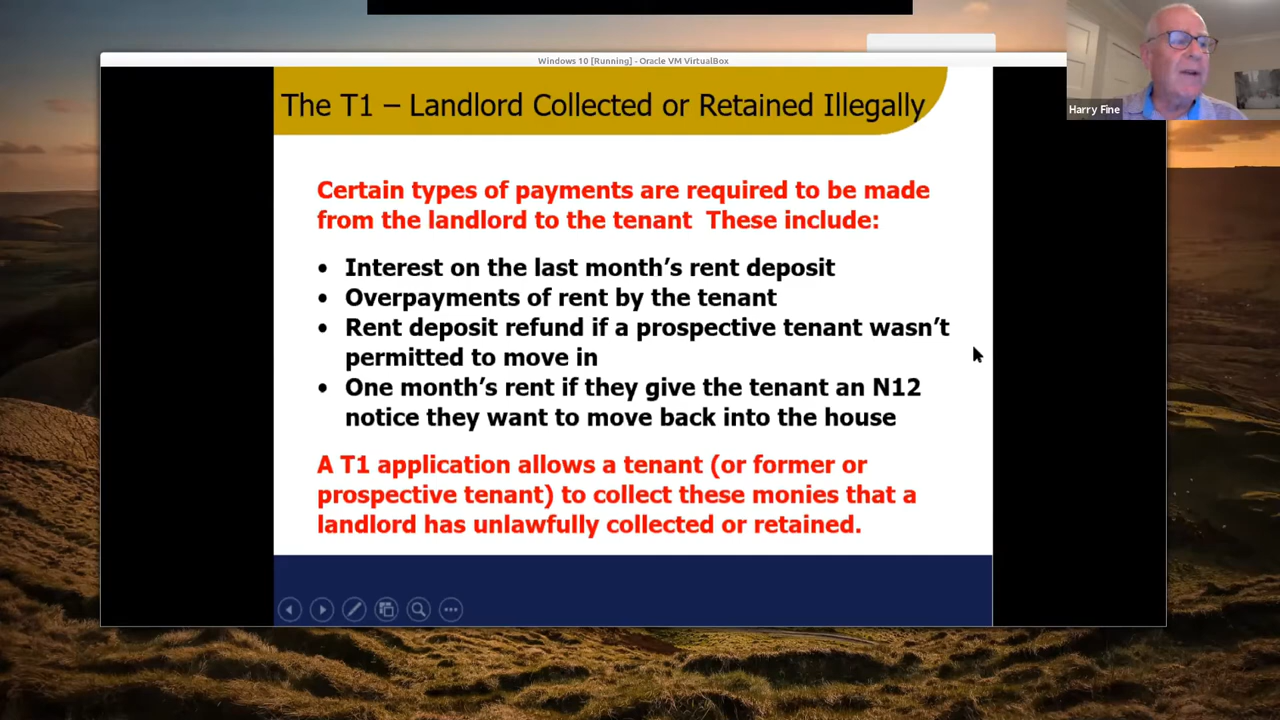 Windows 10 [Running] - Oracle VM VirtualBox
Harry Fine
The T1 – Landlord Collected or Retained Illegally
Certain types of payments are required to be made
from the landlord to the tenant  These include:
• Interest on the last month’s rent deposit
• Overpayments of rent by the tenant
• Rent deposit refund if a prospective tenant wasn’t
permitted to move in
• One month’s rent if they give the tenant an N12
notice they want to move back into the house
A T1 application allows a tenant (or former or
prospective tenant) to collect these monies that a
landlord has unlawfully collected or retained.